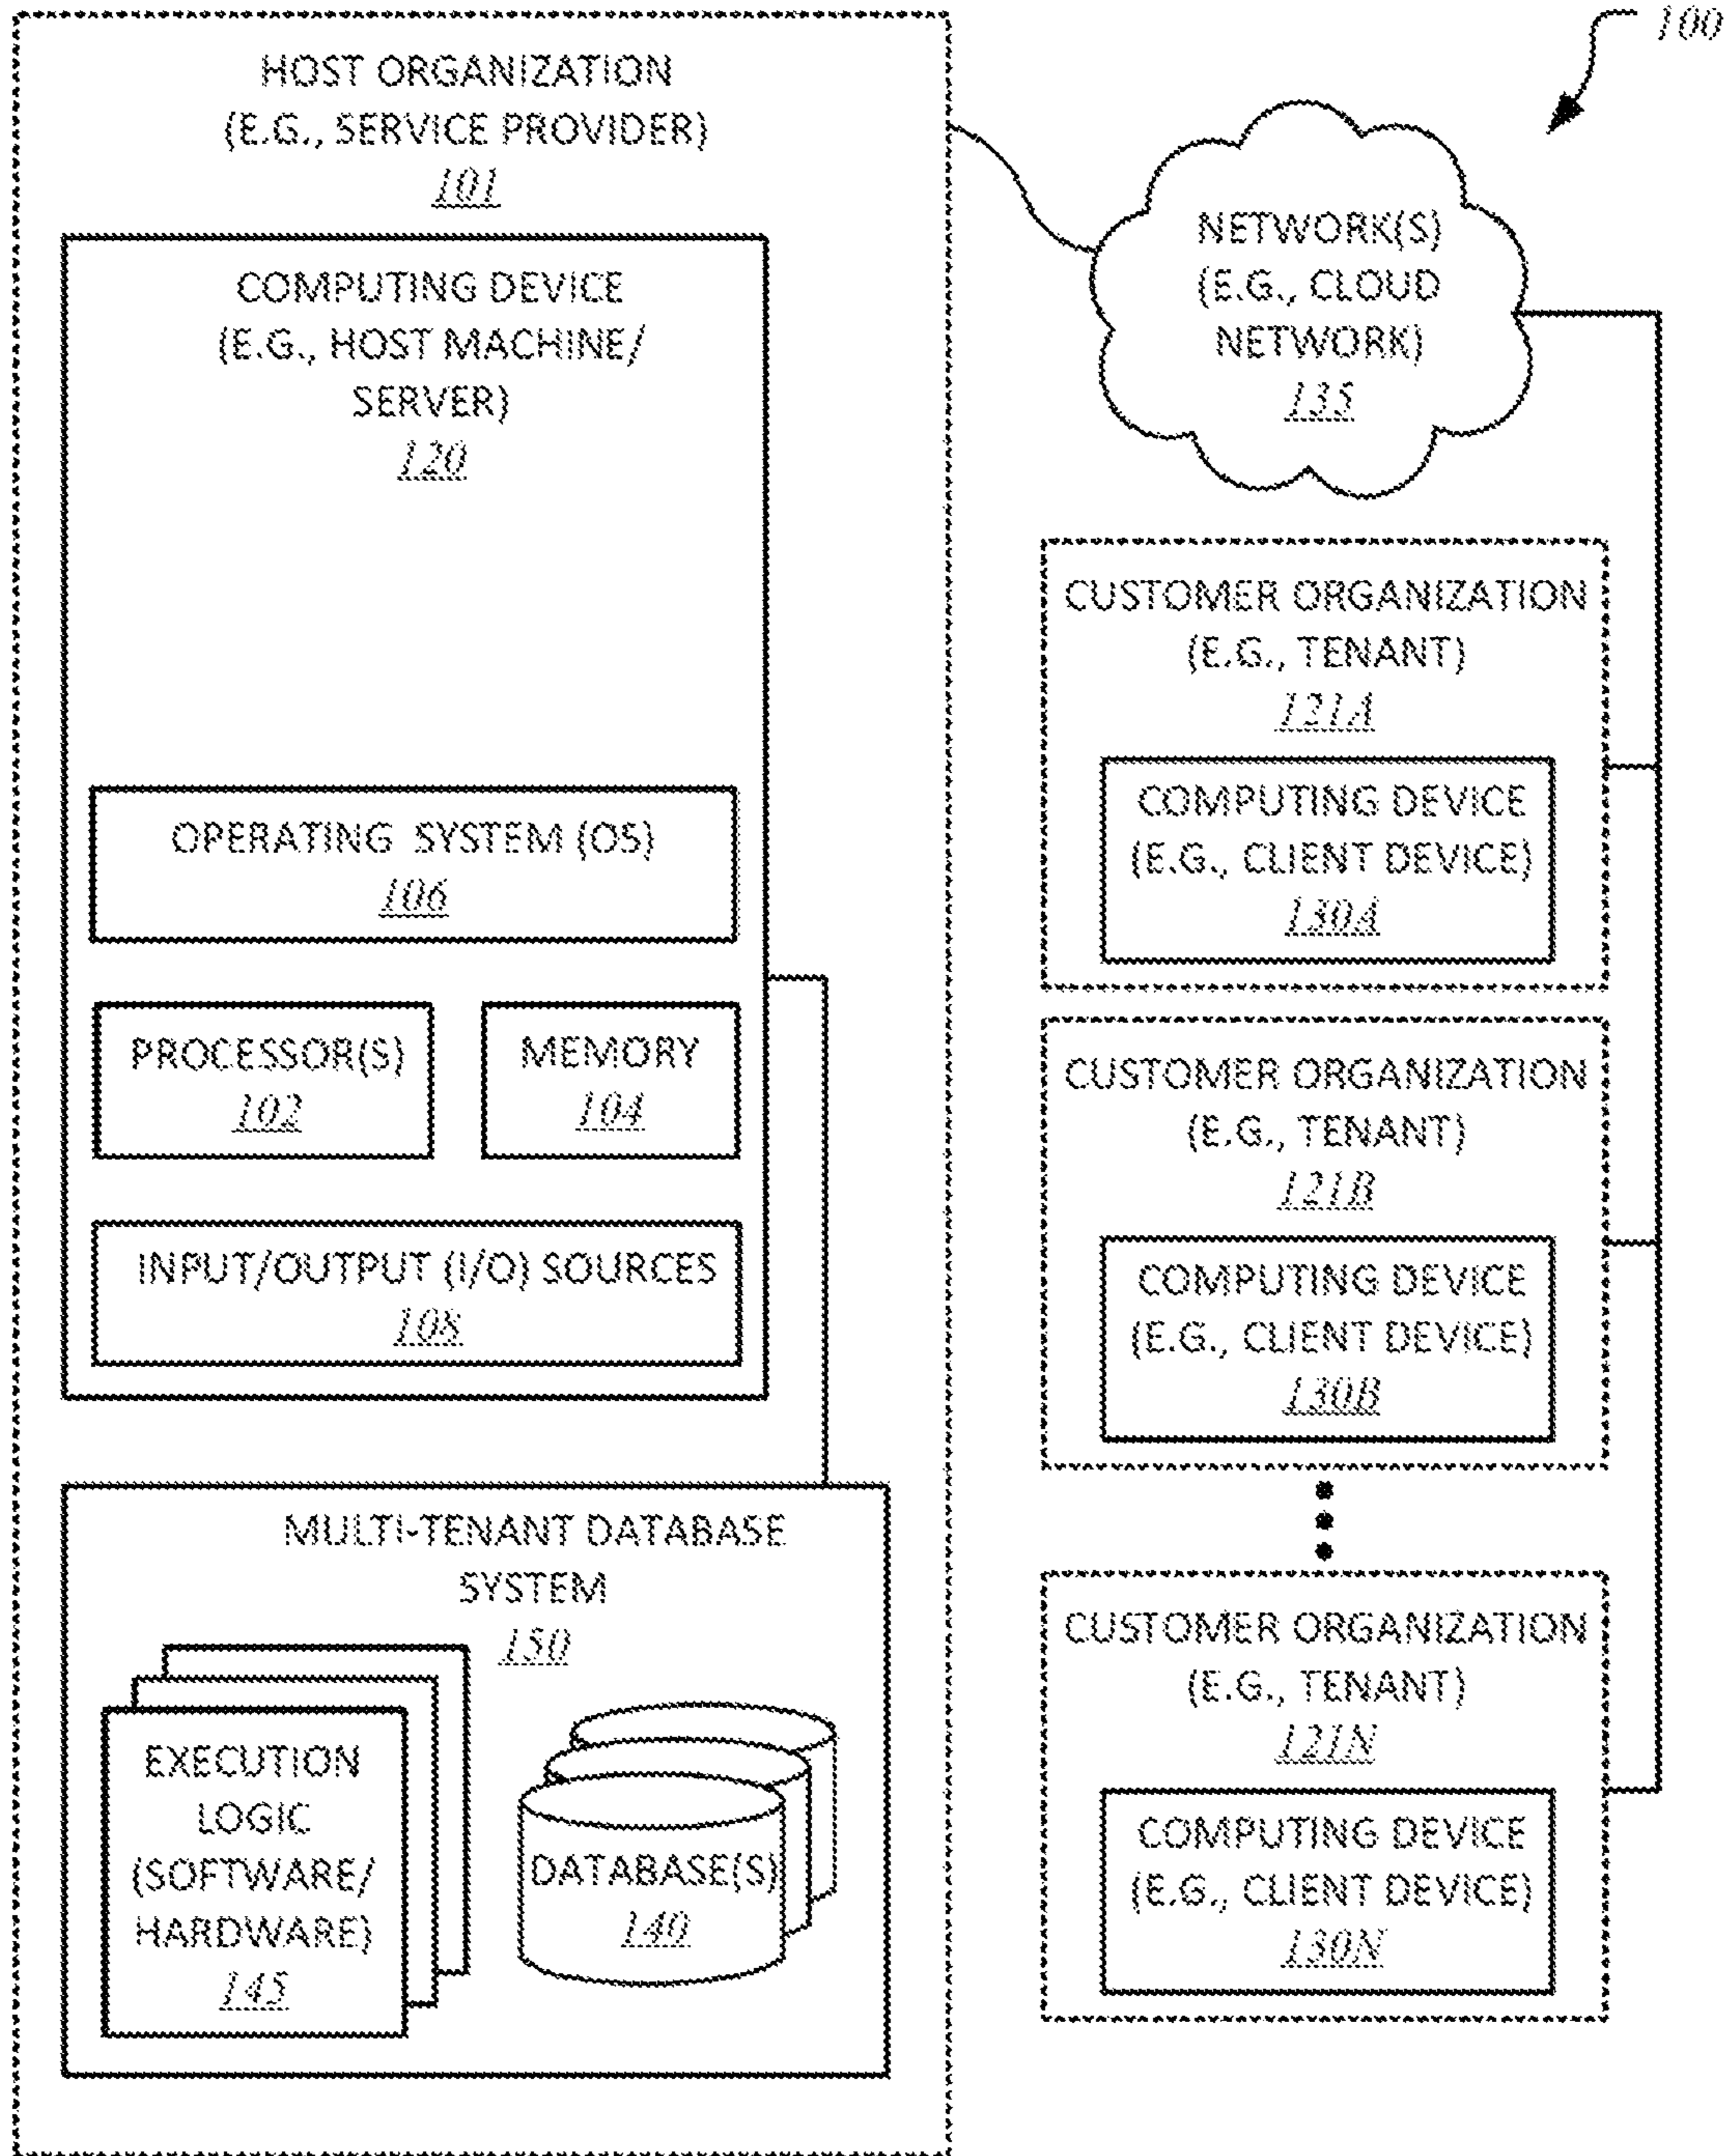 100
HOST ORGANIZATION
(E.G., SERVICE PROVIDER)
101
COMPUTING DEVICE
(E.G., HOST MACHINE/
SERVER)
120
OPERATING SYSTEM (OS)
106
PROCESSOR(S)
102
MEMORY
104
INPUT/OUTPUT (I/O) SOURCES
108
MULTI-TENANT DATABASE
SYSTEM
150
EXECUTION
LOGIC
(SOFTWARE/
HARDWARE)
145
DATABASE(S)
140
NETWORK(S)
(E.G., CLOUD
NETWORK)
135
CUSTOMER ORGANIZATION
(E.G., TENANT)
121A
COMPUTING DEVICE
(E.G., CLIENT DEVICE)
130A
CUSTOMER ORGANIZATION
(E.G., TENANT)
121B
COMPUTING DEVICE
(E.G., CLIENT DEVICE)
130B
CUSTOMER ORGANIZATION
(E.G., TENANT)
121N
COMPUTING DEVICE
(E.G., CLIENT DEVICE)
130N